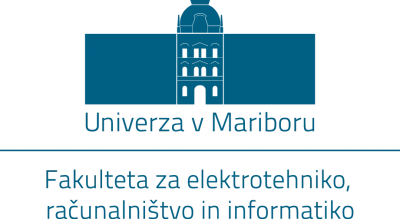 Univerza v Mariboru
Fakulteta za elektrotehniko,
računalništvo in informatiko